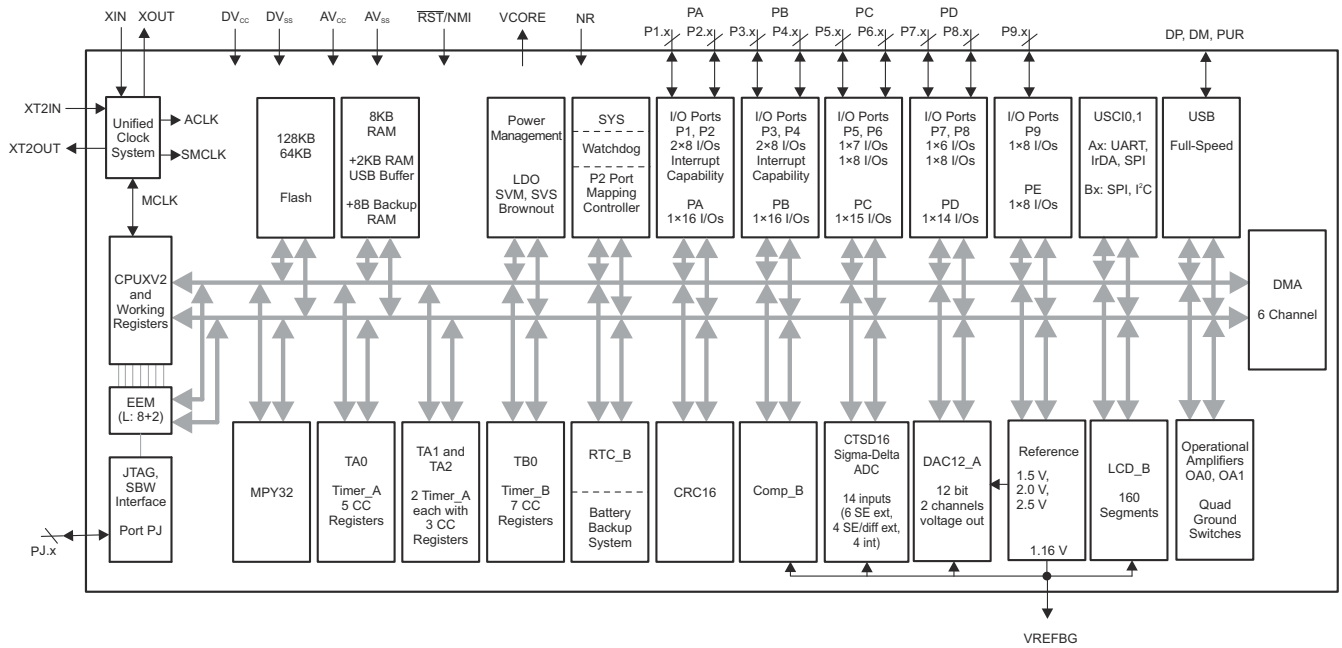 XIN XOUT DVCC DVSS AVCC AVSS RST/NMI VCORE NR PA PB PC PD
P1.x P2.x P3.x P4.x P5.x P6.x P7.x P8.x P9.x DP, DM, PUR
XT2IN
XT2OUT
Unified
Clock
System
ACLK
SMCLK
MCLK
128KB
64KB
Flash
8KB
RAM
+2KB RAM
USB Buffer
+8B Backup
RAM
Power
Management
LDO
SVM, SVS
Brownout
SYS
Watchdog
P2 Port
Mapping
Controller
I/O Ports
P1, P2
2×8 I/Os
Interrupt
Capability
PA
1×16 I/Os
I/O Ports
P3, P4
2×8 I/Os
Interrupt
Capability
PB
1×16 I/Os
I/O Ports
P5, P6
1×7 I/Os
1×8 I/Os
PC
1×15 I/Os
I/O Ports
P7, P8
1×6 I/Os
1×8 I/Os
PD
1×14 I/Os
I/O Ports
P9
1×8 I/Os
PE
1×8 I/Os
USCI0,1
Ax: UART,
IrDA, SPI
Bx: SPI, I²C
USB
Full-Speed
CPUXV2
and
Working
Registers
DMA
6 Channel
EEM
(L: 8+2)
JTAG,
SBW
Interface
Port PJ
PJ.x
MPY32
TA0
Timer_A
5 CC
Registers
TA1 and
TA2
2 Timer_A
each with
3 CC
Registers
TB0
Timer_B
7 CC
Registers
RTC_B
Battery
Backup
System
CRC16
Comp_B
CTSD16
Sigma-Delta
ADC
14 inputs
(6 SE ext,
4 SE/diff ext,
4 int)
DAC12_A
12 bit
2 channels
voltage out
Reference
1.5 V,
2.0 V,
2.5 V
1.16 V
LCD_B
160
Segments
Operational
Amplifiers
OA0, OA1
Quad
Ground
Switches
VREFBG